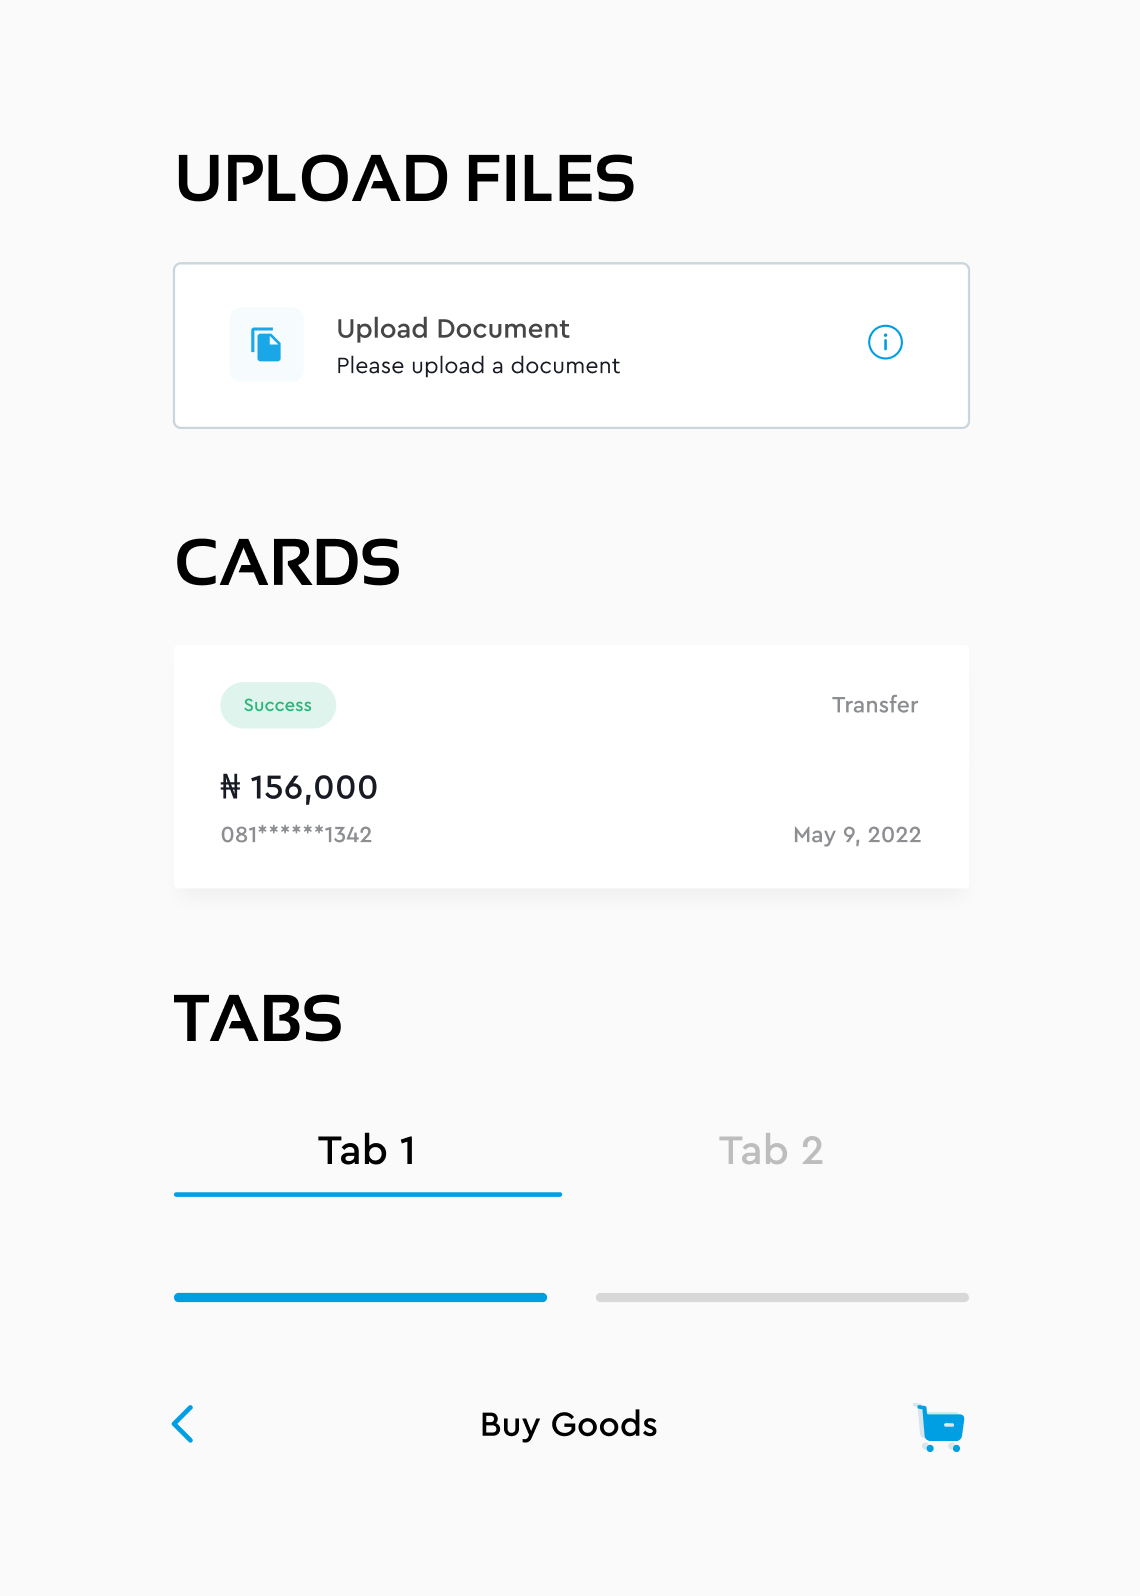 UPLOAD FILES
Upload Document
Please upload a document
CARDS
Success
Transfer
₦ 156,000
081******1342
May 9, 2022
TABS
Tab 1
Tab 2
Buy Goods